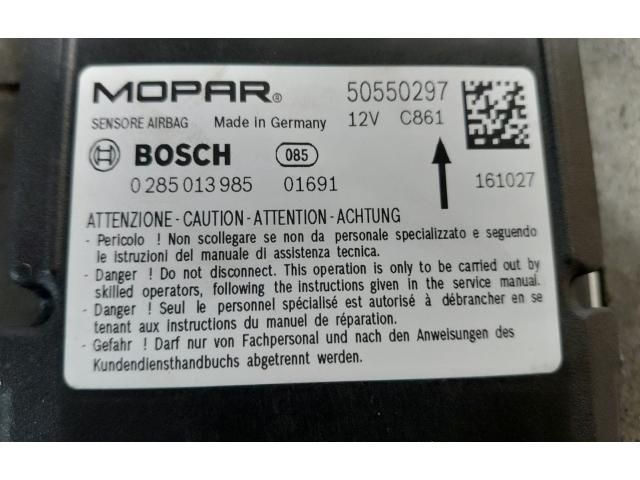 MOPAR® 50550297
SENSORE AIRBAG Made in Germany 12V C861
BOSCH 085
0 285 013 985 01691 161027
ATTENZIONE - CAUTION - ATTENTION - ACHTUNG
- Pericolo ! Non scollegare se non da personale specializzato e seguendo
le istruzioni del manuale di assistenza tecnica.
- Danger ! Do not disconnect. This operation is only to be carried out by
skilled operators, following the instructions given in the service manual.
- Danger ! Seul le personnel spécialisé est autorisé à débrancher en se
tenant aux instructions du manuel de réparation.
- Gefahr ! Darf nur von Fachpersonal und nach den Anweisungen des
Kundendiensthandbuchs abgetrennt werden.